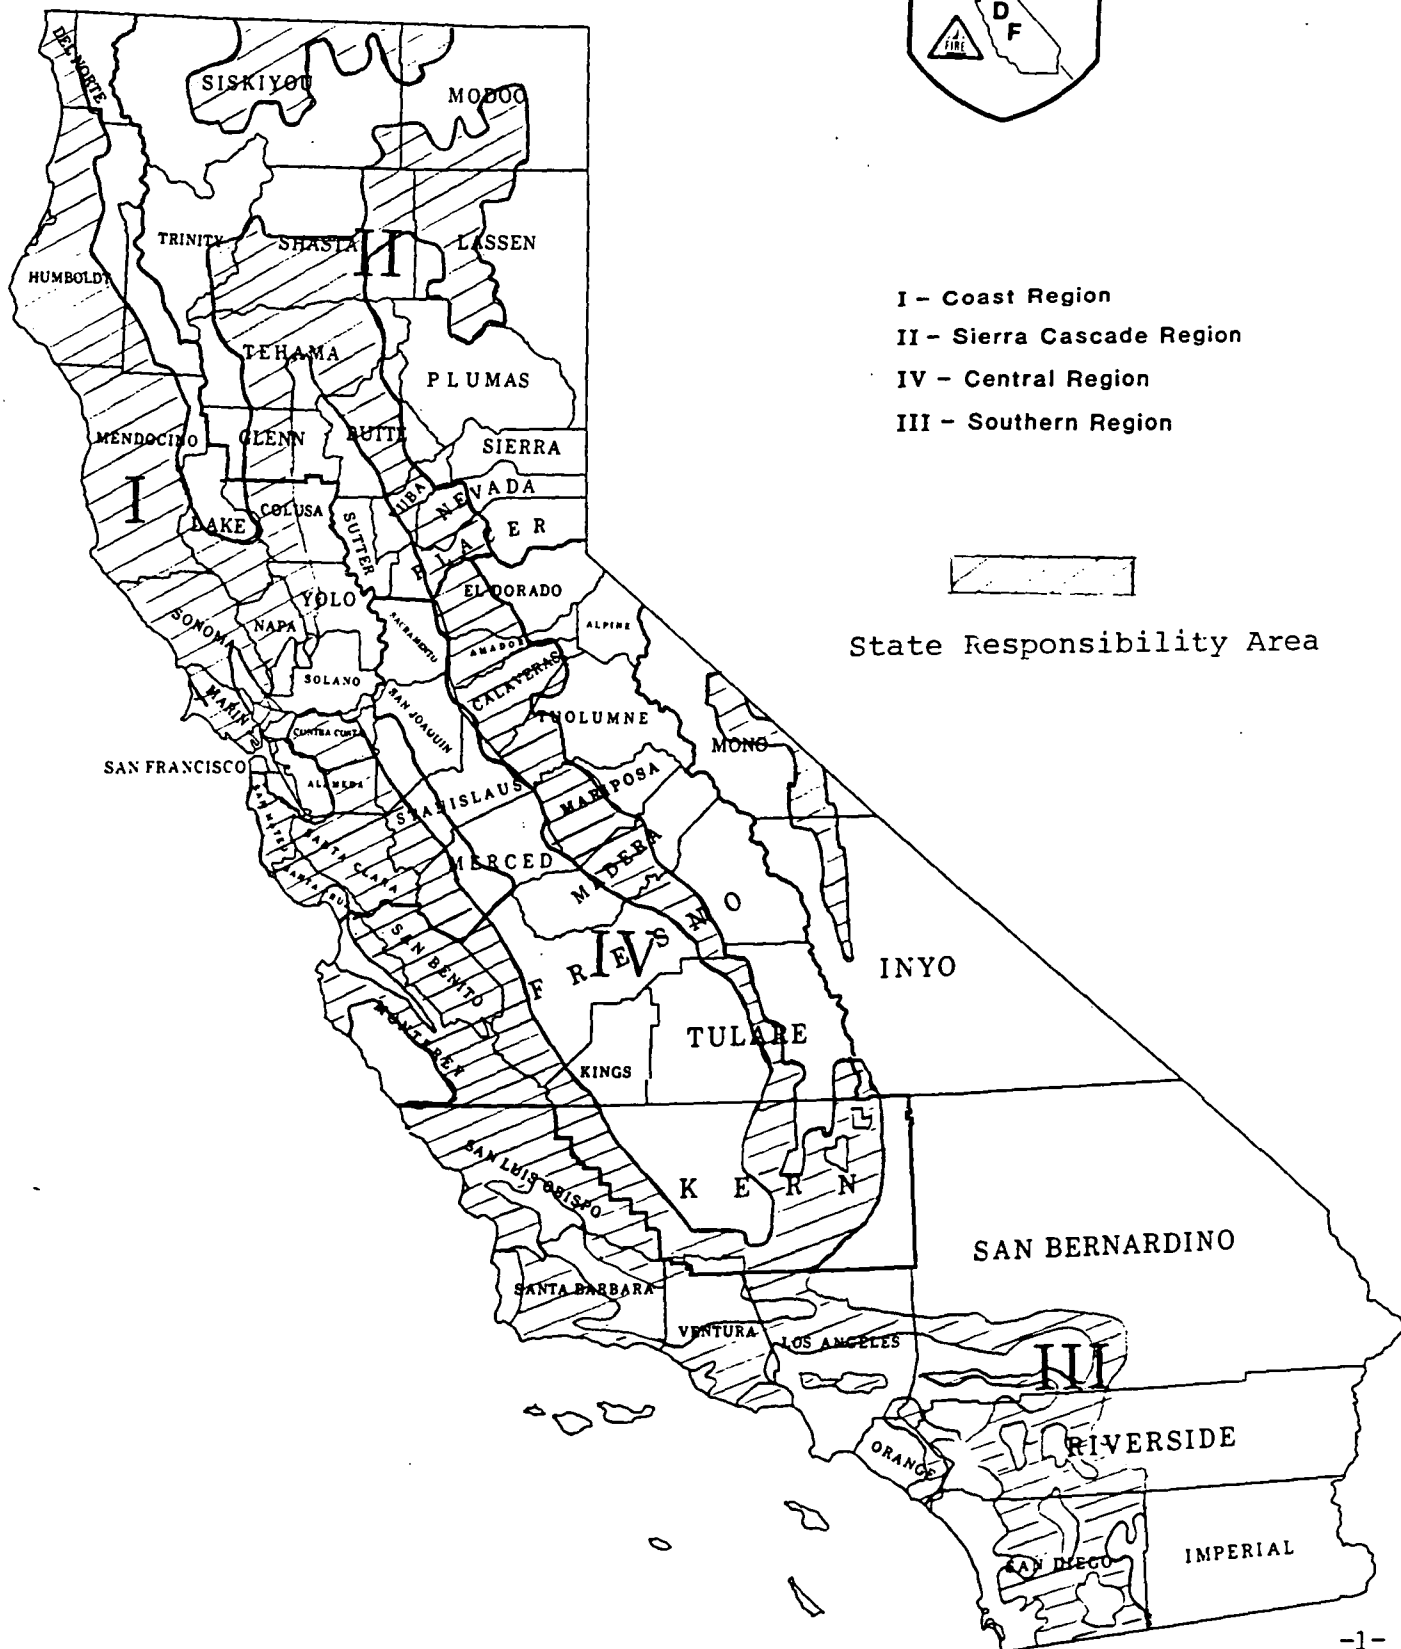 D
F
FIRE
DEL NORTE
SISKIYOU
MODOC
TRINITY
SHASTA
II
LASSEN
HUMBOLDT
I – Coast Region
II – Sierra Cascade Region
IV – Central Region
III – Southern Region
TEHAMA
PLUMAS
MENDOCINO
GLENN
BUTTE
SIERRA
I
YUBA
NEVADA
LAKE
COLUSA
SUTTER
PLACER
YOLO
EL DORADO
SONOMA
NAPA
SACRAMENTO
AMADOR
ALPINE
State Responsibility Area
SOLANO
CALAVERAS
MARIN
SAN JOAQUIN
TUOLUMNE
CONTRA COSTA
MONO
SAN FRANCISCO
ALAMEDA
STANISLAUS
MARIPOSA
SAN MATEO
SANTA CLARA
MERCED
MADERA
SANTA CRUZ
SAN BENITO
FRESNO
IV
INYO
MONTEREY
TULARE
KINGS
SAN LUIS OBISPO
KERN
SAN BERNARDINO
SANTA BARBARA
VENTURA
LOS ANGELES
III
ORANGE
RIVERSIDE
SAN DIEGO
IMPERIAL
-1-